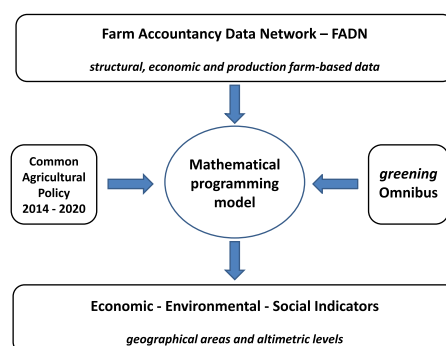 Farm Accountancy Data Network – FADN
structural, economic and production farm-based data
Common
Agricultural
Policy
2014 - 2020
Mathematical
programming
model
greening
Omnibus
Economic - Environmental - Social Indicators
geographical areas and altimetric levels